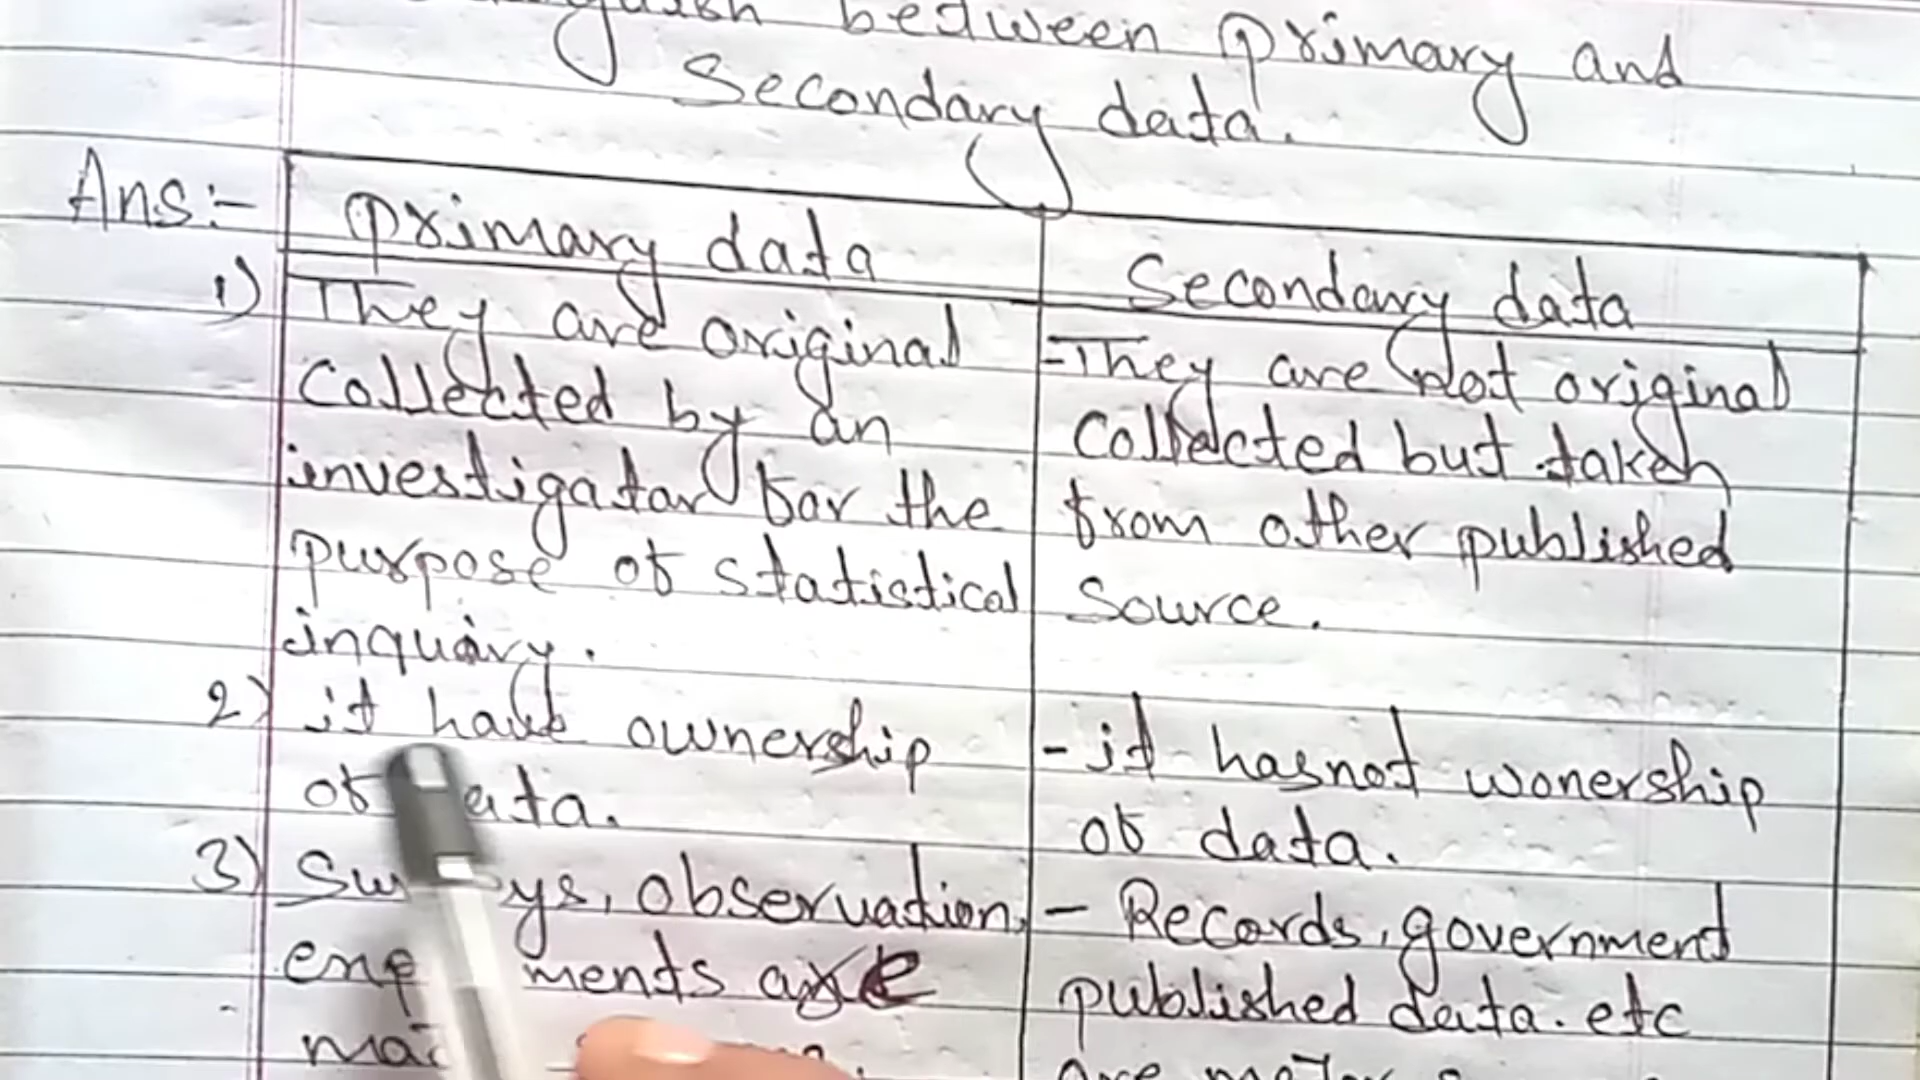 between primary and
Secondary data.
Ans:-
primary data
Secondary data
1) They are original
collected by an
investigator for the
purpose of statistical
inquiry.
-They are not original
collected but taken
from other published
source.
2) it have ownership
of data.
- it hasnot wonership
of data.
3) observation,
are
- Records, government
published data. etc
are